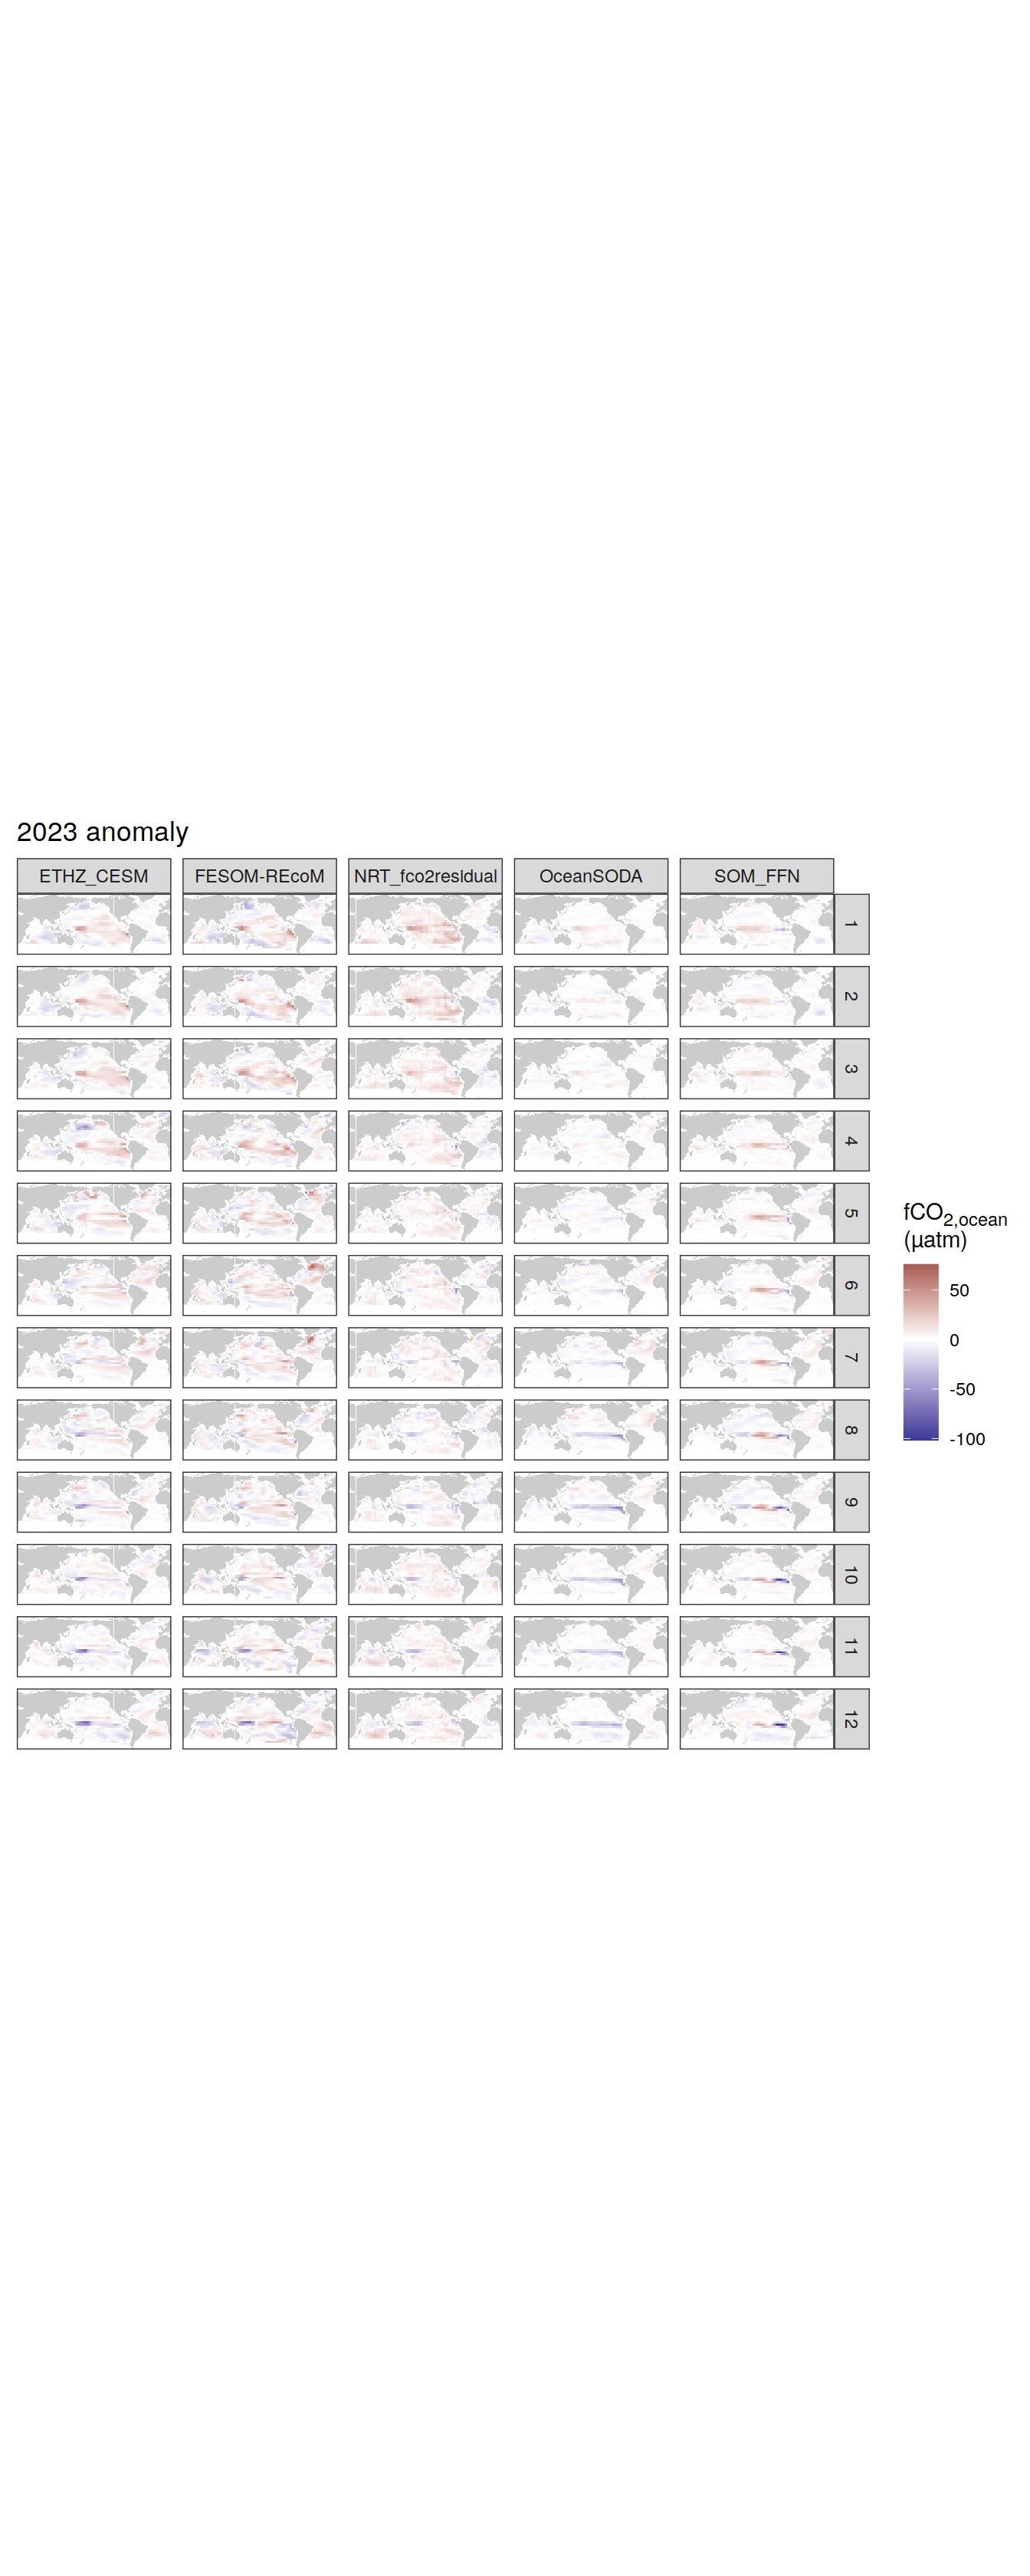 2023 anomaly
ETHZ_CESM
FESOM-REcoM
NRT_fco2residual
OceanSODA
SOM_FFN
1
2
3
4
5
6
7
8
9
10
11
12
fCO2,ocean
(µatm)
50
0
-50
-100